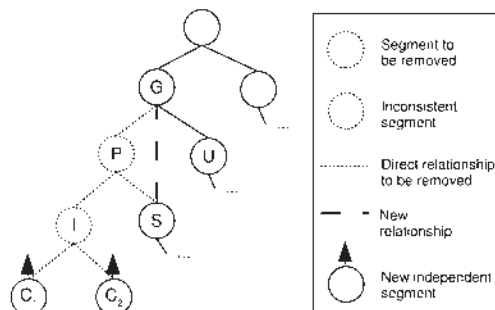 G
P
U
I
S
...
...
...
C₁
C₂
Segment to
be removed
Inconsistent
segment
Direct relationship
to be removed
New
relationship
New independent
segment